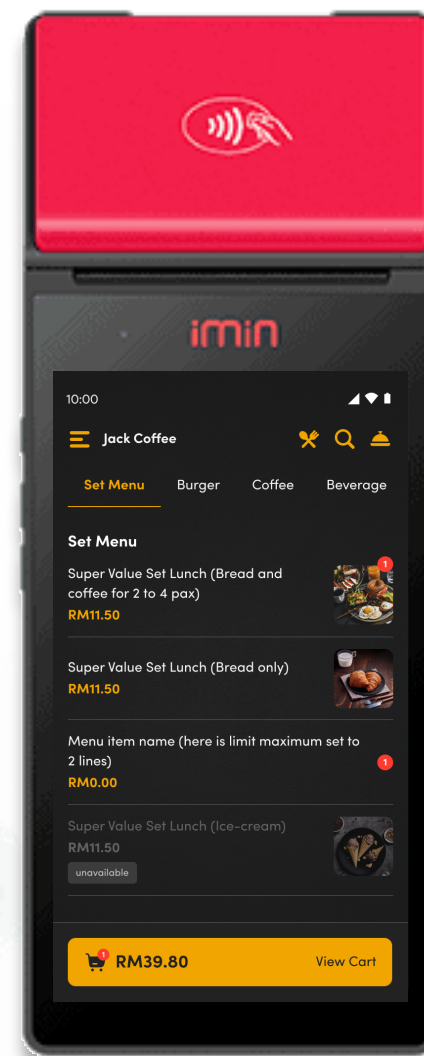 imin
10:00
Jack Coffee
Set Menu Burger Coffee Beverage
Set Menu
Super Value Set Lunch (Bread and
coffee for 2 to 4 pax)
RM11.50
1
Super Value Set Lunch (Bread only)
RM11.50
Menu item name (here is limit maximum set to
2 lines)
RM0.00
1
Super Value Set Lunch (Ice-cream)
RM11.50
unavailable
1 RM39.80 View Cart